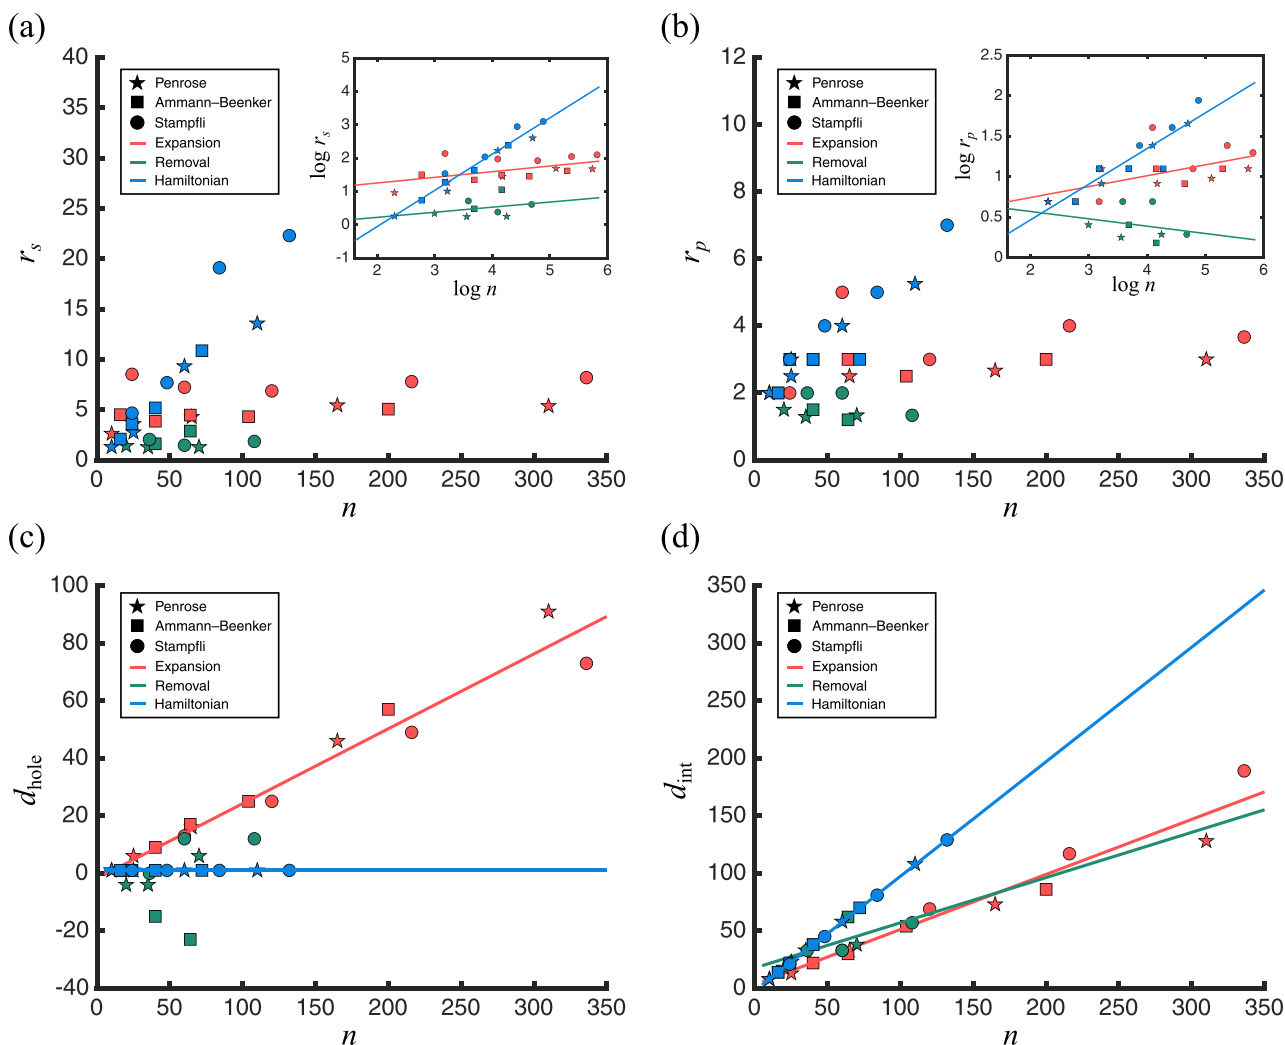 (a)
40
35
30
25
20
15
10
5
0
r_s
0 50 100 150 200 250 300 350
n
Penrose
Ammann–Beenker
Stampfli
Expansion
Removal
Hamiltonian
5
4
3
2
1
0
-1
log r_s
2 3 4 5 6
log n
(b)
12
10
8
6
4
2
0
r_p
0 50 100 150 200 250 300 350
n
Penrose
Ammann–Beenker
Stampfli
Expansion
Removal
Hamiltonian
2.5
2
1.5
1
0.5
0
log r_p
2 3 4 5 6
log n
(c)
100
80
60
40
20
0
-20
-40
d_hole
0 50 100 150 200 250 300 350
n
Penrose
Ammann–Beenker
Stampfli
Expansion
Removal
Hamiltonian
(d)
350
300
250
200
150
100
50
0
d_int
0 50 100 150 200 250 300 350
n
Penrose
Ammann–Beenker
Stampfli
Expansion
Removal
Hamiltonian